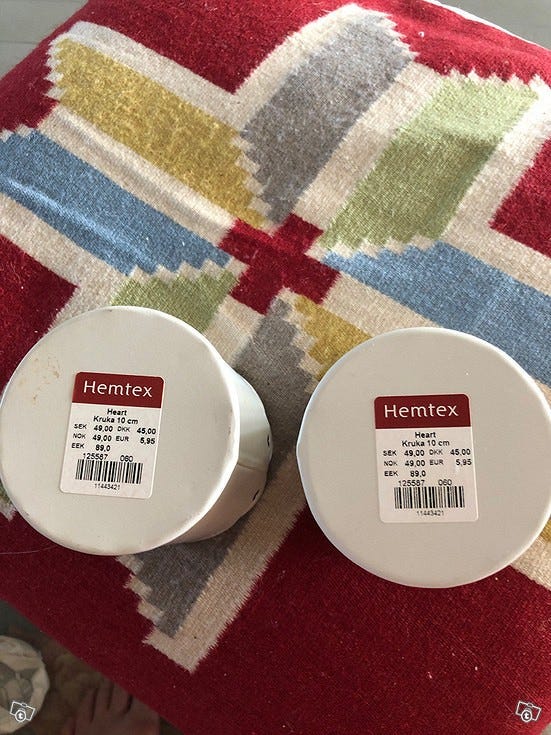 Hemtex
Heart
Kruka 10 cm
SEK 49,00 DKK 45,00
NOK 49,00 EUR 5,95
EEK 89,0
125587 060
11443421
Hemtex
Heart
Kruka 10 cm
SEK 49,00 DKK 45,00
NOK 49,00 EUR 5,95
EEK 89,0
125587 060
11443421
t
t